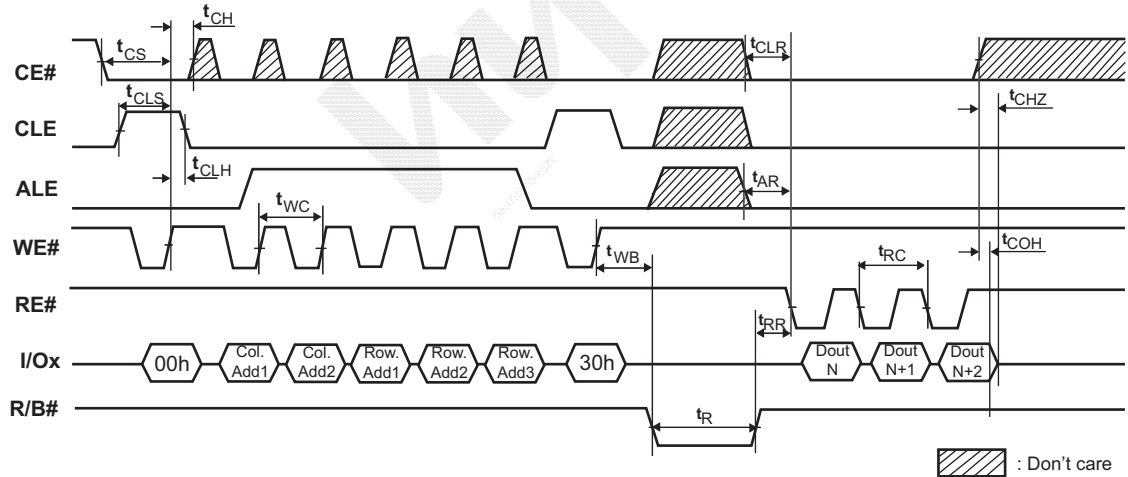 tCH
tCS
tCLR
CE#
tCLS
tCHZ
CLE
tCLH
ALE
tAR
tWC
WE#
tWB
tRC
tCOH
RE#
tRR
I/Ox
00h
Col. Add1
Col. Add2
Row. Add1
Row. Add2
Row. Add3
30h
Dout N
Dout N+1
Dout N+2
R/B#
tR
: Don't care